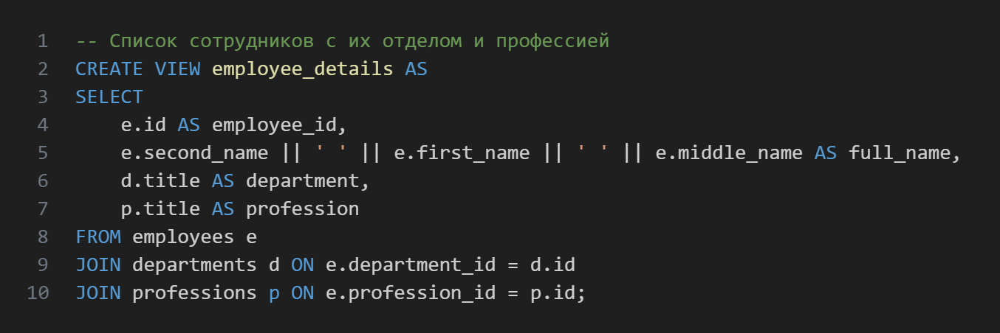 1 -- Список сотрудников с их отделом и профессией
2 CREATE VIEW employee_details AS
3 SELECT
4     e.id AS employee_id,
5     e.second_name || ' ' || e.first_name || ' ' || e.middle_name AS full_name,
6     d.title AS department,
7     p.title AS profession
8 FROM employees e
9 JOIN departments d ON e.department_id = d.id
10 JOIN professions p ON e.profession_id = p.id;